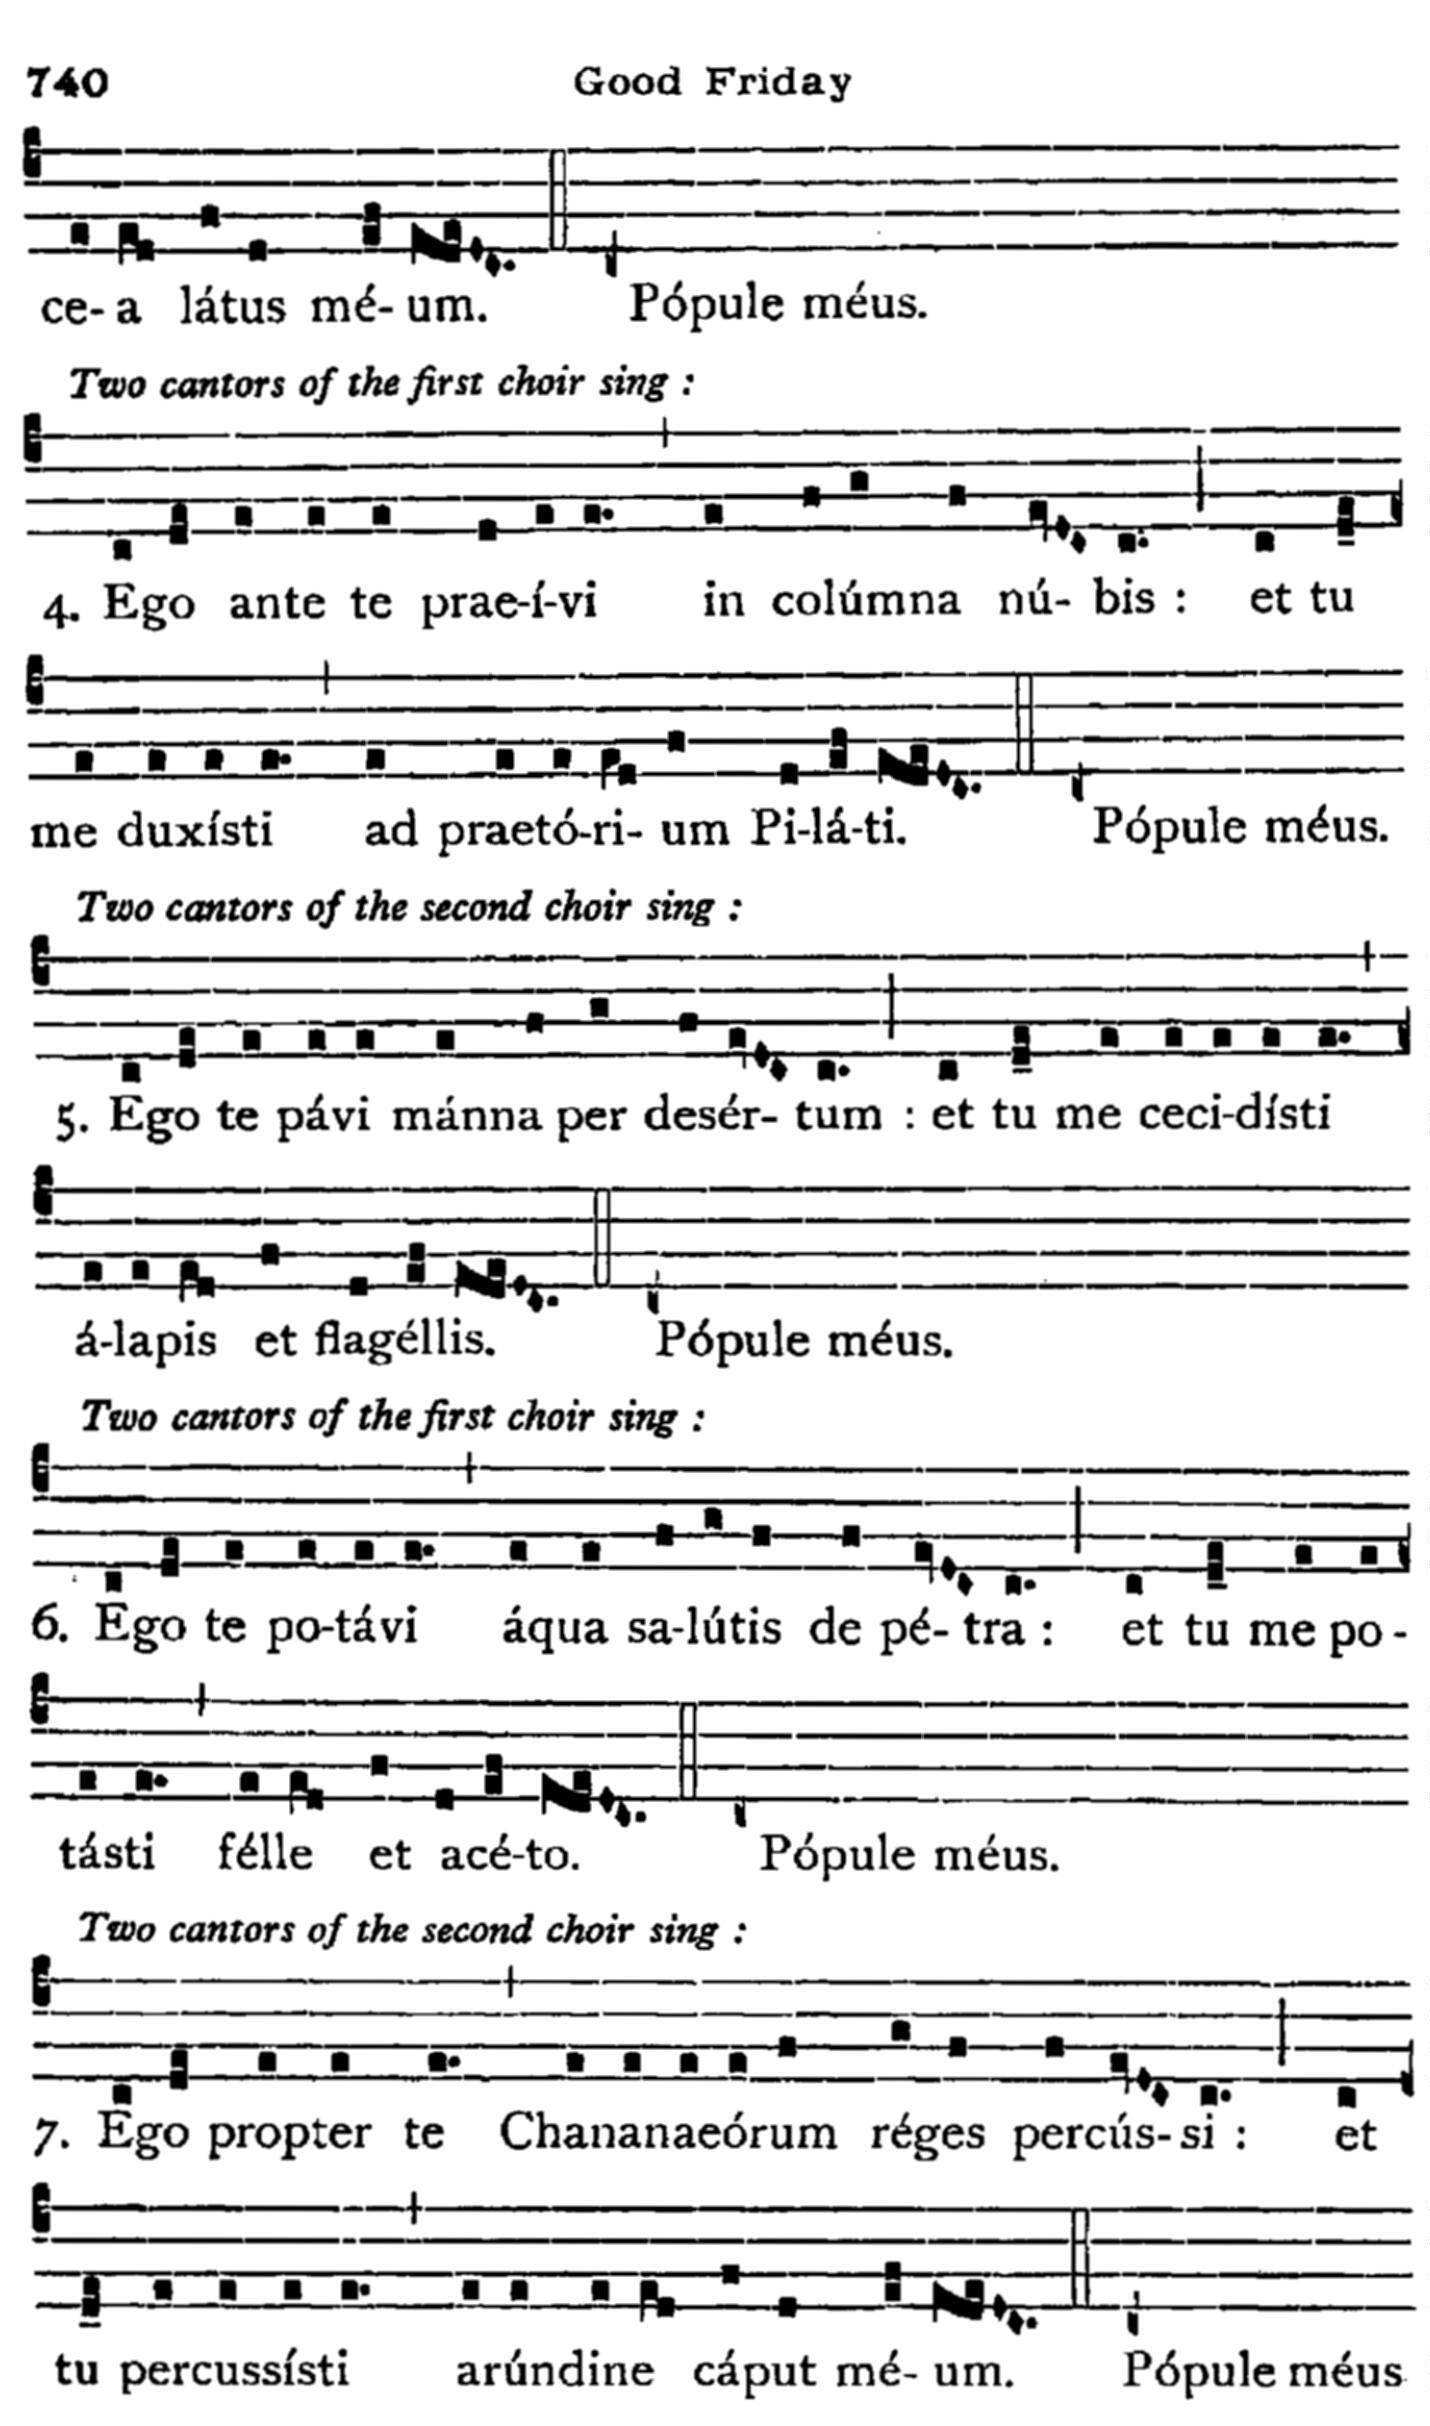 740 Good Friday
ce- a látus mé- um. Pópule méus.
Two cantors of the first choir sing :
4. Ego ante te prae-í-vi in colúmna nú- bis : et tu
me duxísti ad praetó-ri- um Pi-lá-ti. Pópule méus.
Two cantors of the second choir sing :
5. Ego te pávi mánna per desér- tum : et tu me ceci-dísti
á-lapis et flagéllis. Pópule méus.
Two cantors of the first choir sing :
6. Ego te po-távi áqua sa-lútis de pé- tra : et tu me po -
tásti félle et acé-to. Pópule méus.
Two cantors of the second choir sing :
7. Ego propter te Chananaeórum réges percús- si : et
tu percussísti arúndine cáput mé- um. Pópule méus